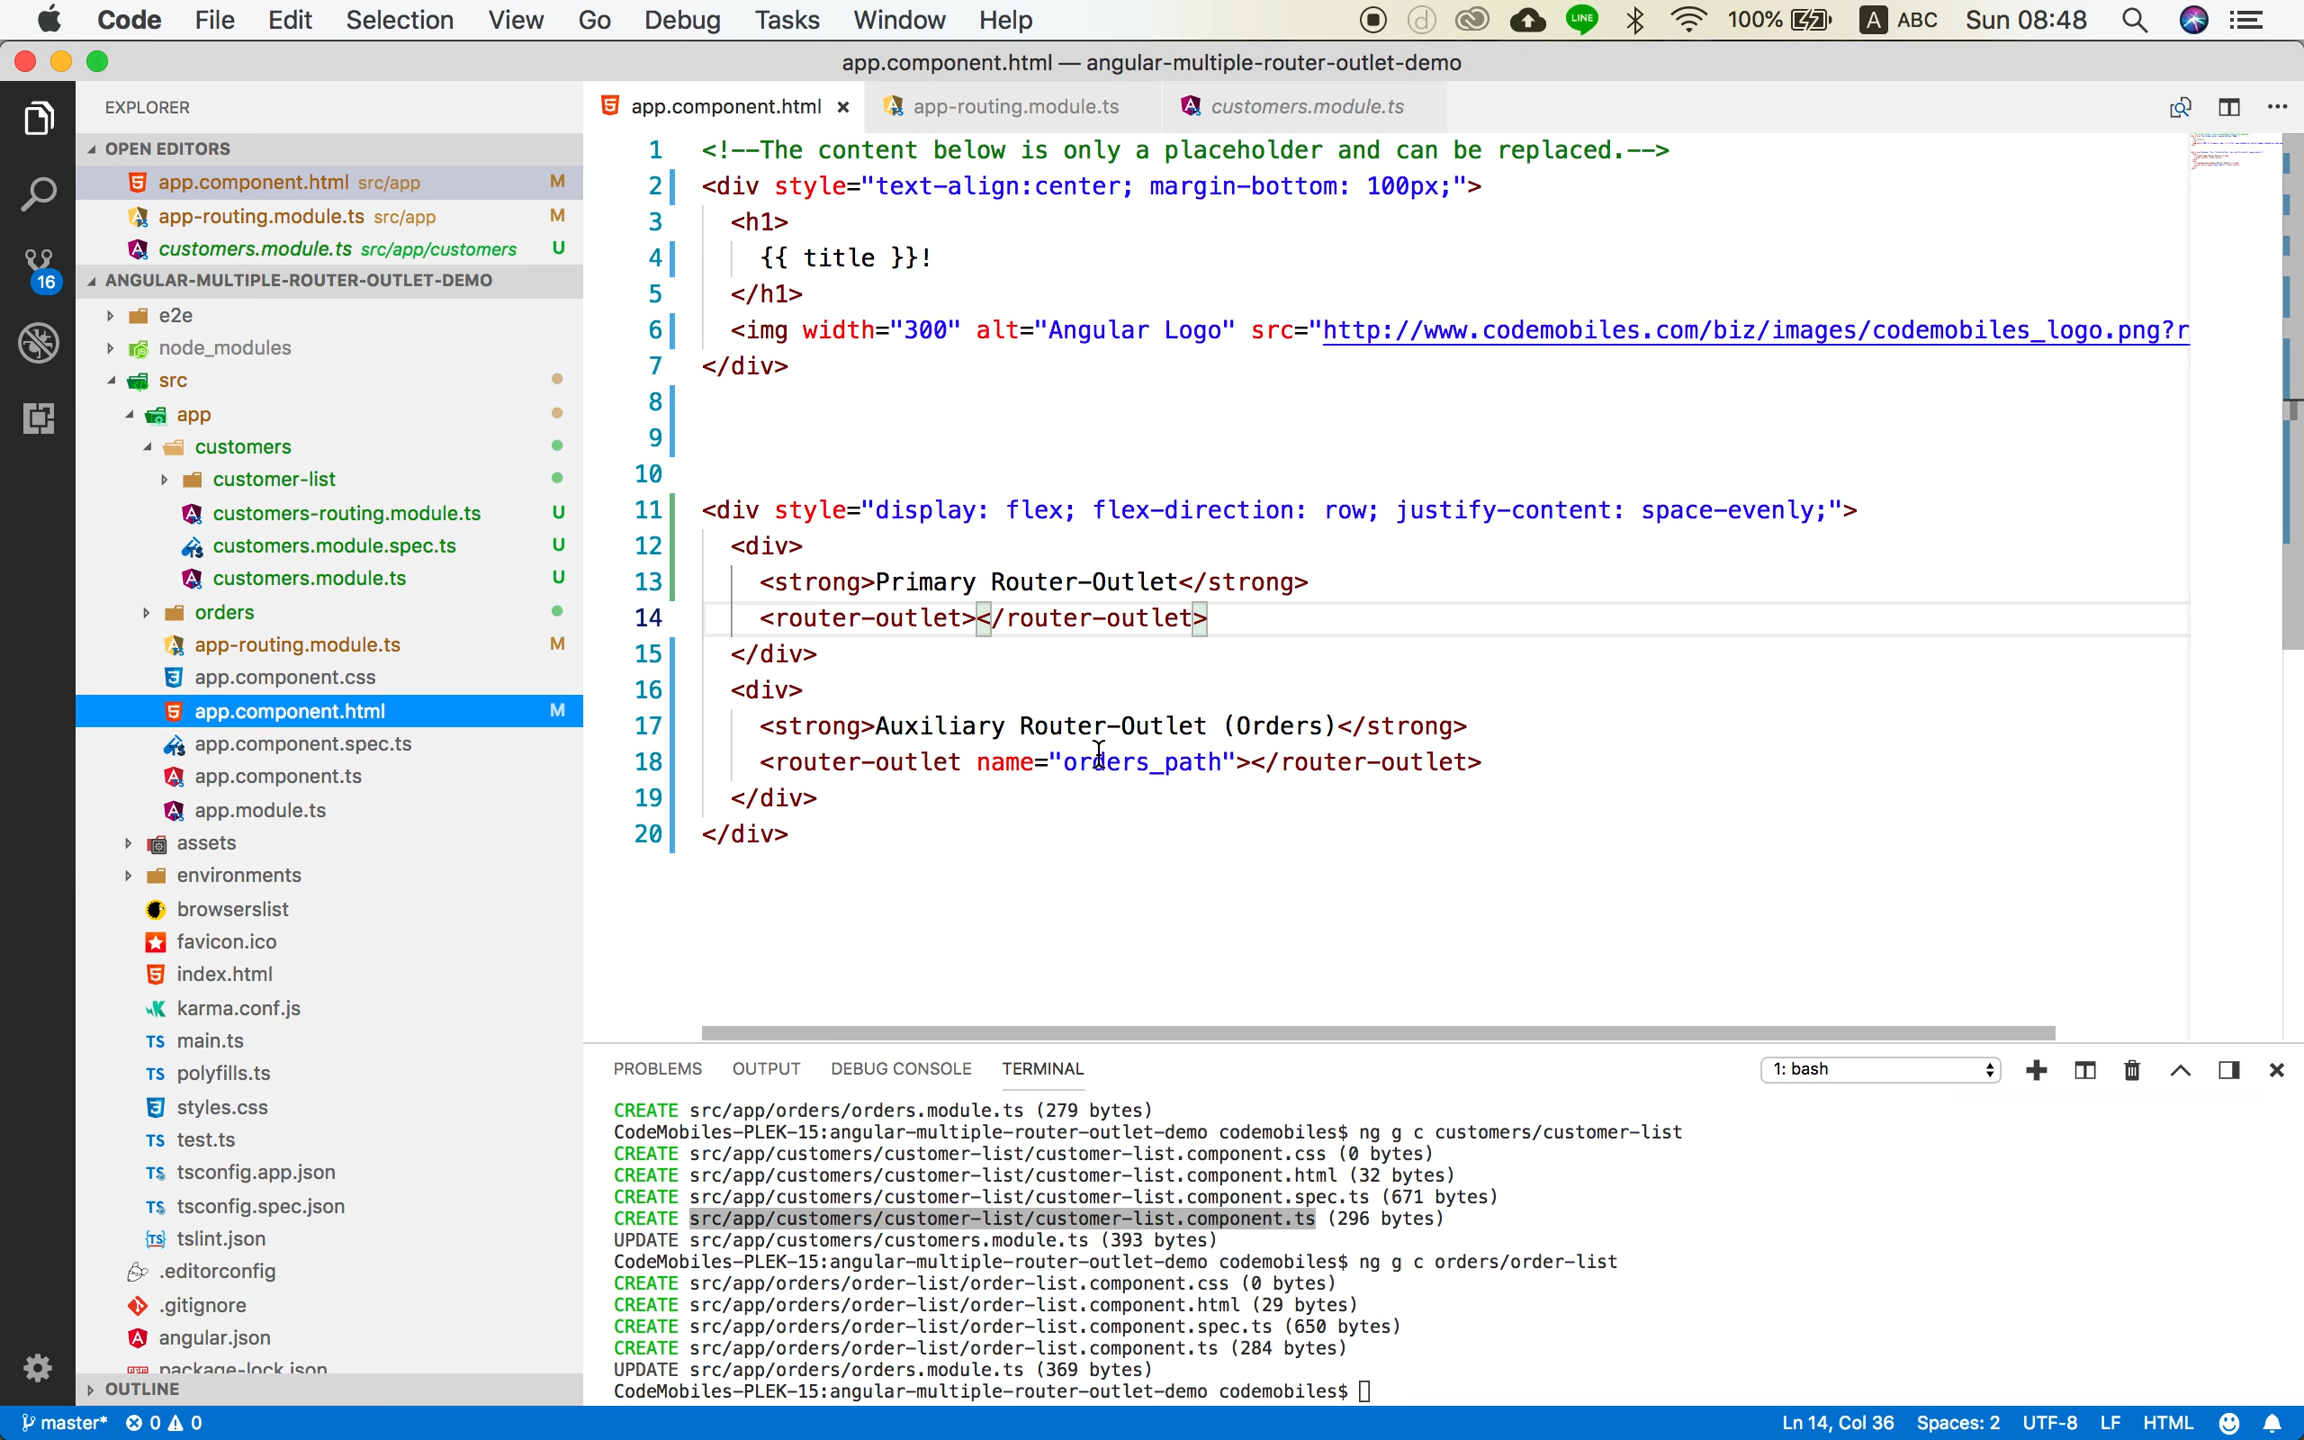 Code File Edit Selection View Go Debug Tasks Window Help LINE 100% A ABC Sun 08:48
app.component.html — angular-multiple-router-outlet-demo
EXPLORER
OPEN EDITORS
app.component.html src/app M
app-routing.module.ts src/app M
customers.module.ts src/app/customers U
16
ANGULAR-MULTIPLE-ROUTER-OUTLET-DEMO
e2e
node_modules
src
app
customers
customer-list
customers-routing.module.ts U
customers.module.spec.ts U
customers.module.ts U
orders
app-routing.module.ts M
app.component.css
app.component.html M
app.component.spec.ts
app.component.ts
app.module.ts
assets
environments
browserslist
favicon.ico
index.html
karma.conf.js
TS main.ts
TS polyfills.ts
styles.css
TS test.ts
TS tsconfig.app.json
TS tsconfig.spec.json
tslint.json
.editorconfig
.gitignore
angular.json
package-lock.json
OUTLINE
app.component.html app-routing.module.ts customers.module.ts
1 <!--The content below is only a placeholder and can be replaced.-->
2 <div style="text-align:center; margin-bottom: 100px;">
3 <h1>
4 {{ title }}!
5 </h1>
6 <img width="300" alt="Angular Logo" src="http://www.codemobiles.com/biz/images/codemobiles_logo.png?r
7 </div>
8
9
10
11 <div style="display: flex; flex-direction: row; justify-content: space-evenly;">
12 <div>
13 <strong>Primary Router-Outlet</strong>
14 <router-outlet></router-outlet>
15 </div>
16 <div>
17 <strong>Auxiliary Router-Outlet (Orders)</strong>
18 <router-outlet name="orders_path"></router-outlet>
19 </div>
20 </div>
PROBLEMS OUTPUT DEBUG CONSOLE TERMINAL 1: bash
CREATE src/app/orders/orders.module.ts (279 bytes)
CodeMobiles-PLEK-15:angular-multiple-router-outlet-demo codemobiles$ ng g c customers/customer-list
CREATE src/app/customers/customer-list/customer-list.component.css (0 bytes)
CREATE src/app/customers/customer-list/customer-list.component.html (32 bytes)
CREATE src/app/customers/customer-list/customer-list.component.spec.ts (671 bytes)
CREATE src/app/customers/customer-list/customer-list.component.ts (296 bytes)
UPDATE src/app/customers/customers.module.ts (393 bytes)
CodeMobiles-PLEK-15:angular-multiple-router-outlet-demo codemobiles$ ng g c orders/order-list
CREATE src/app/orders/order-list/order-list.component.css (0 bytes)
CREATE src/app/orders/order-list/order-list.component.html (29 bytes)
CREATE src/app/orders/order-list/order-list.component.spec.ts (650 bytes)
CREATE src/app/orders/order-list/order-list.component.ts (284 bytes)
UPDATE src/app/orders/orders.module.ts (369 bytes)
CodeMobiles-PLEK-15:angular-multiple-router-outlet-demo codemobiles$
master* 0 0 Ln 14, Col 36 Spaces: 2 UTF-8 LF HTML